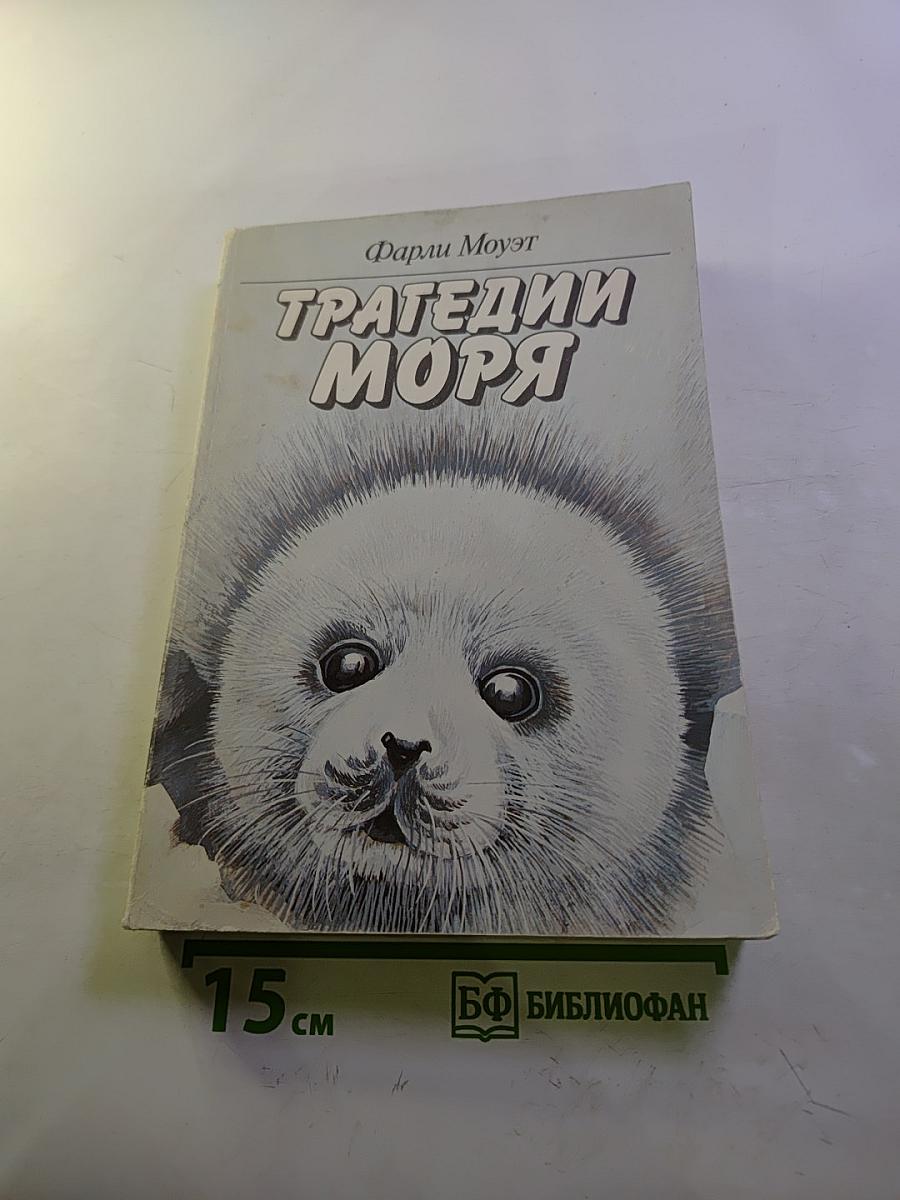 Фарли Моуэт
ТРАГЕДИИ
МОРЯ
15 см
БФ БИБЛИОФАН